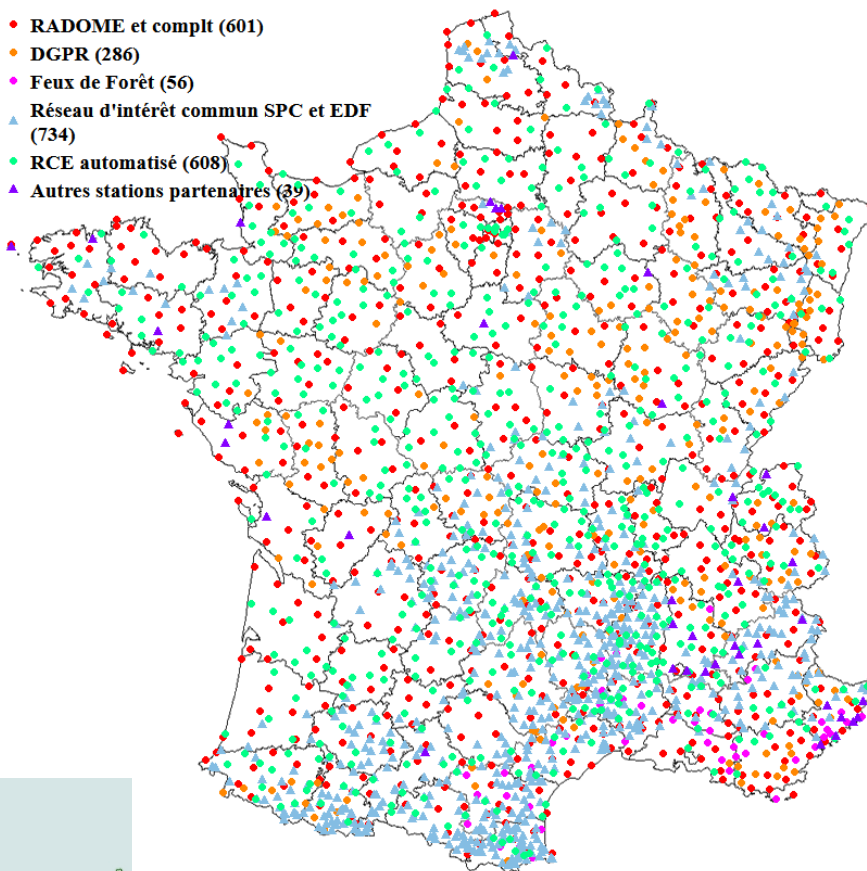 RADOME et complt (601)
DGPR (286)
Feux de Forêt (56)
Réseau d'intérêt commun SPC et EDF
(734)
RCE automatisé (608)
Autres stations partenaires (39)